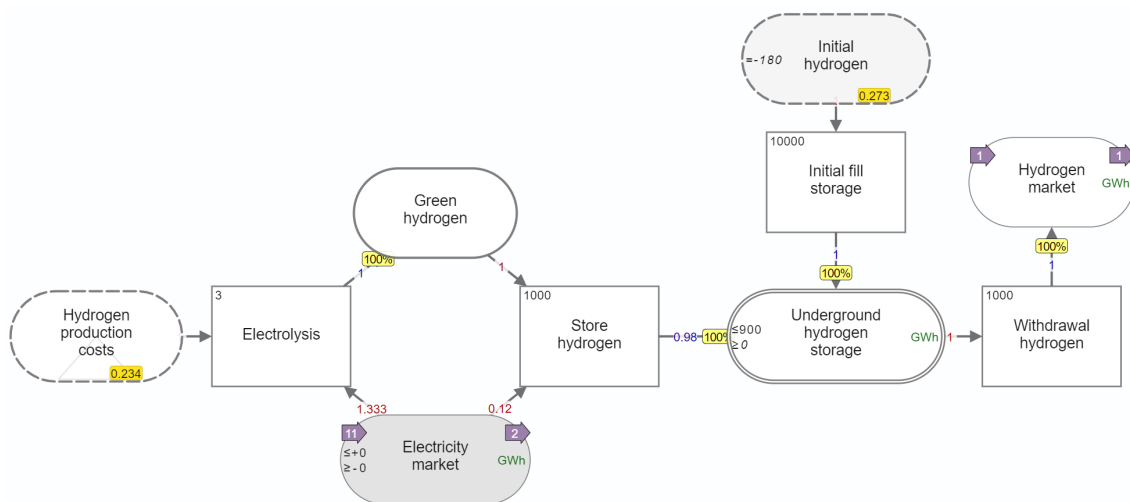 Initial
hydrogen
=-180
0.273
10000
Initial fill
storage
1
100%
1
Hydrogen
market
1
GWh
1
100%
Green
hydrogen
100%
1
1
3
Electrolysis
Hydrogen
production
costs
0.234
1000
Store
hydrogen
0.98
100%
≤900
≥0
Underground
hydrogen
storage
GWh
1
1000
Withdrawal
hydrogen
1.333
0.12
11
≤+0
≥-0
Electricity
market
2
GWh